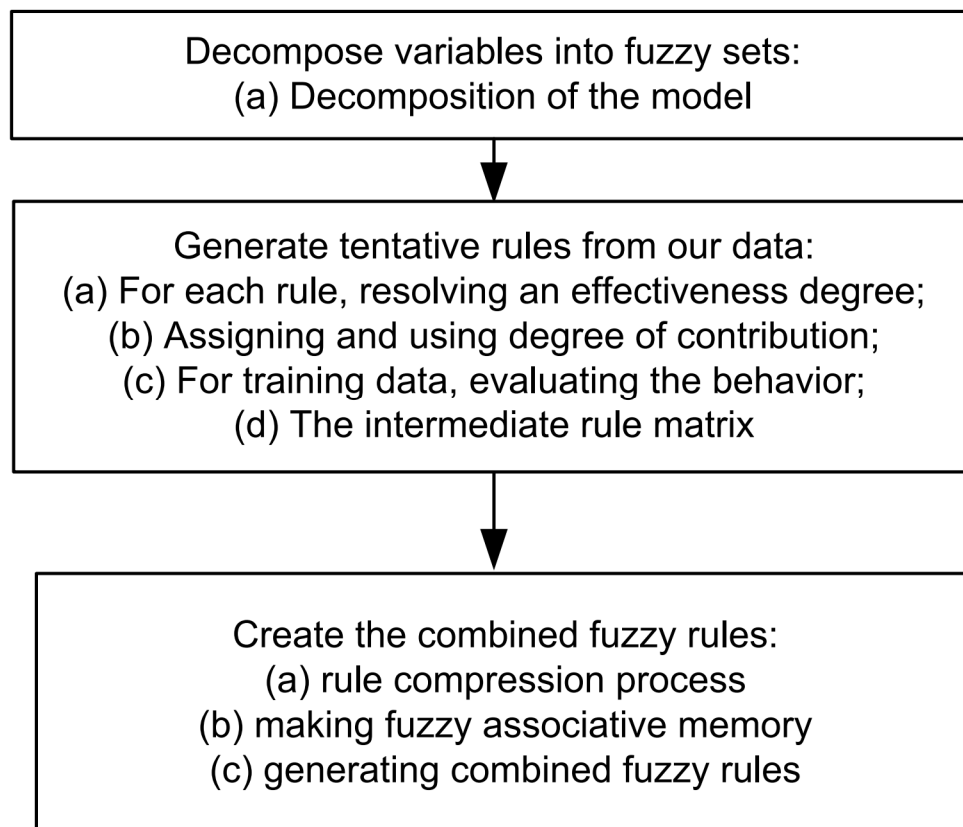 Decompose variables into fuzzy sets:
(a) Decomposition of the model
Generate tentative rules from our data:
(a) For each rule, resolving an effectiveness degree;
(b) Assigning and using degree of contribution;
(c) For training data, evaluating the behavior;
(d) The intermediate rule matrix
Create the combined fuzzy rules:
(a) rule compression process
(b) making fuzzy associative memory
(c) generating combined fuzzy rules